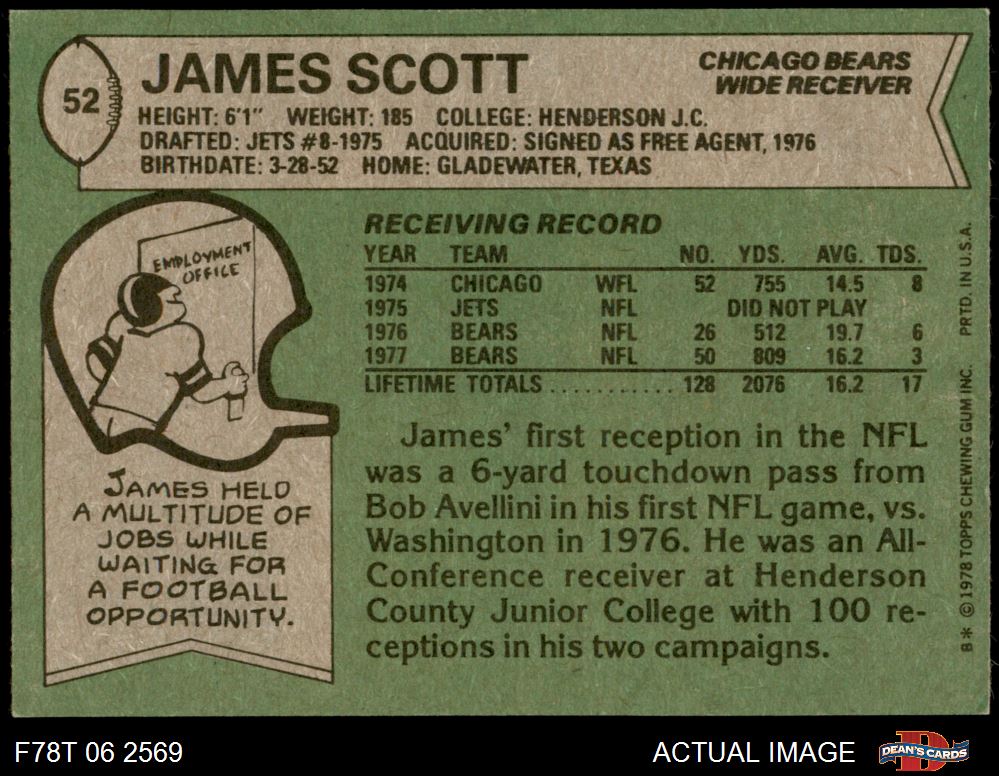 52
JAMES SCOTT
CHICAGO BEARS
WIDE RECEIVER
HEIGHT: 6'1" WEIGHT: 185 COLLEGE: HENDERSON J.C.
DRAFTED: JETS #8-1975 ACQUIRED: SIGNED AS FREE AGENT, 1976
BIRTHDATE: 3-28-52 HOME: GLADEWATER, TEXAS
EMPLOYMENT
OFFICE
JAMES HELD
A MULTITUDE OF
JOBS WHILE
WAITING FOR
A FOOTBALL
OPPORTUNITY.
RECEIVING RECORD
YEAR TEAM NO. YDS. AVG. TDS.
1974 CHICAGO WFL 52 755 14.5 8
1975 JETS NFL DID NOT PLAY
1976 BEARS NFL 26 512 19.7 6
1977 BEARS NFL 50 809 16.2 3
LIFETIME TOTALS ........... 128 2076 16.2 17
James' first reception in the NFL
was a 6-yard touchdown pass from
Bob Avellini in his first NFL game, vs.
Washington in 1976. He was an All-
Conference receiver at Henderson
County Junior College with 100 re-
ceptions in his two campaigns.
B* © 1978 TOPPS CHEWING GUM INC. PRTD. IN U.S.A.
F78T 06 2569
ACTUAL IMAGE
D
DEAN'S CARDS